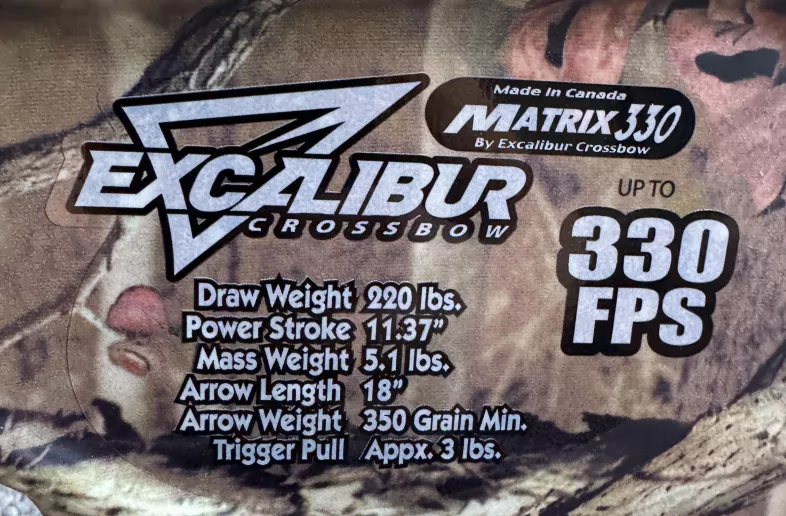 Made In Canada
MATRIX 330
By Excalibur Crossbow
EXCALIBUR
CROSSBOW
UP TO
330
FPS
Draw Weight 220 lbs.
Power Stroke 11.37"
Mass Weight 5.1 lbs.
Arrow Length 18"
Arrow Weight 350 Grain Min.
Trigger Pull Appx. 3 lbs.